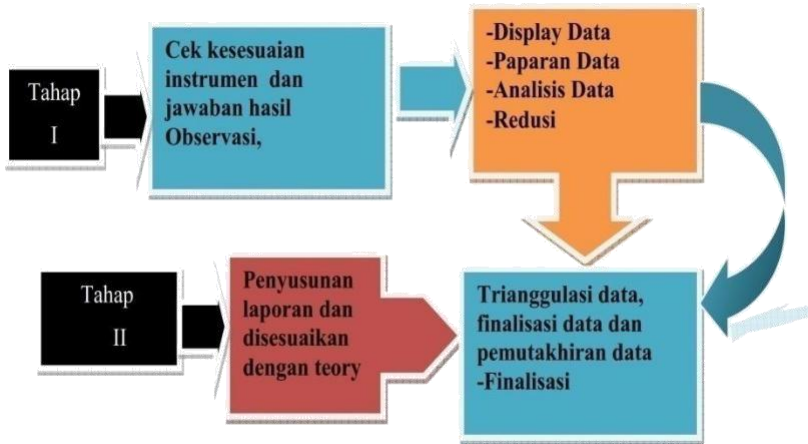 Tahap
I
Cek kesesuaian
instrumen dan
jawaban hasil
Observasi,
-Display Data
-Paparan Data
-Analisis Data
-Redusi
Tahap
II
Penyusunan
laporan dan
disesuaikan
dengan teory
Trianggulasi data,
finalisasi data dan
pemutakhiran data
-Finalisasi